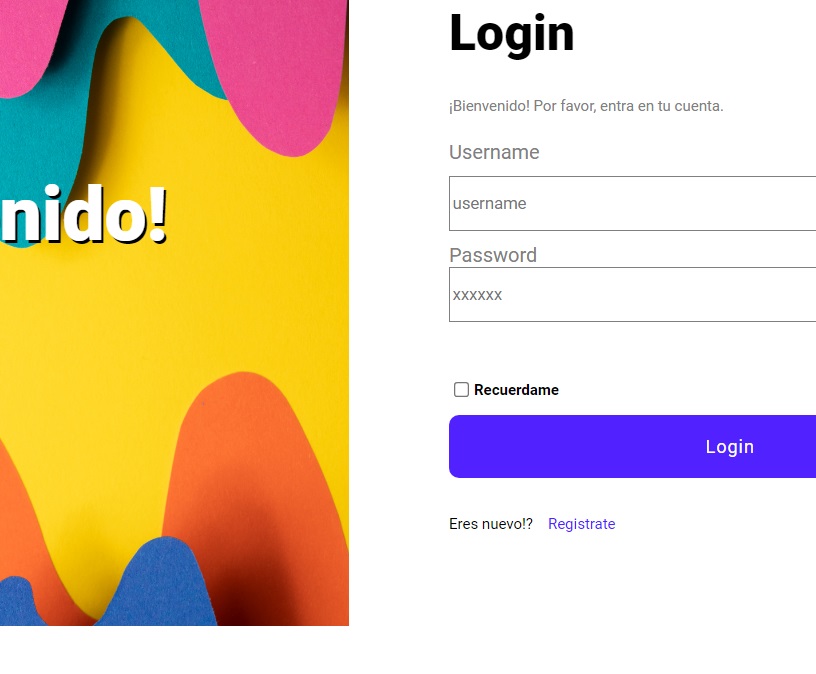 nido!
Login
¡Bienvenido! Por favor, entra en tu cuenta.
Username
username
Password
xxxxxx
Recuerdame
Login
Eres nuevo!? Registrate